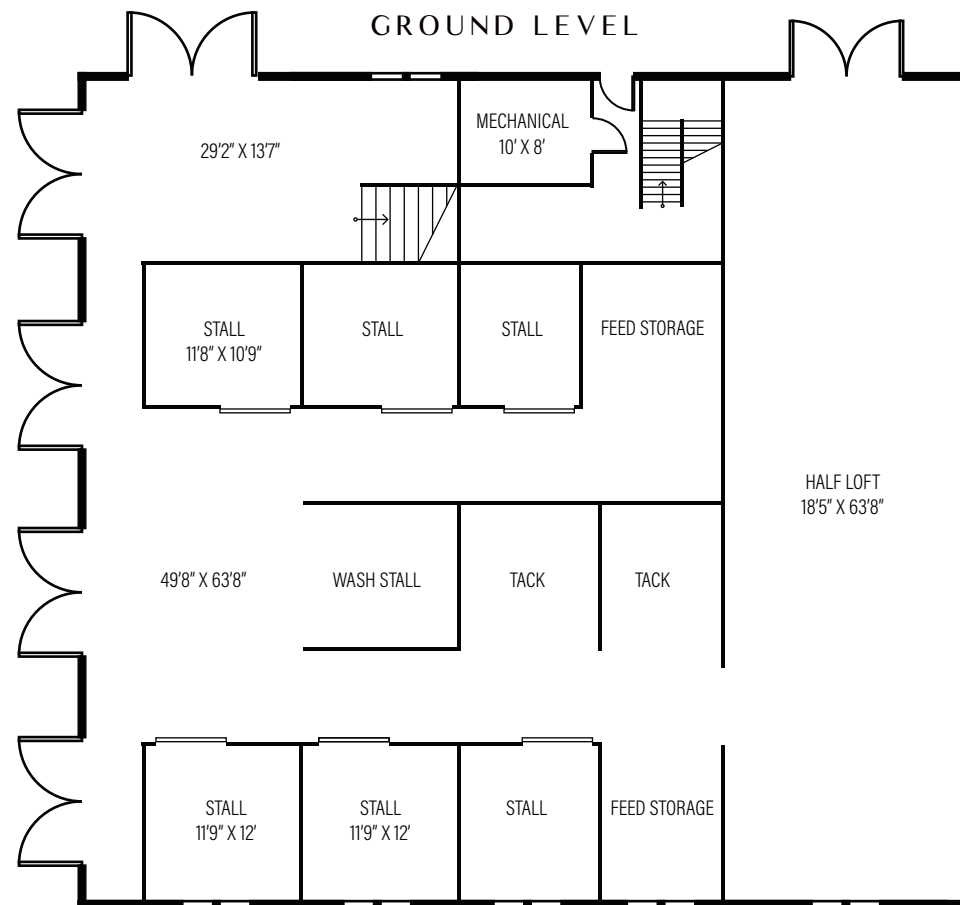 GROUND LEVEL
29'2" X 13'7"
MECHANICAL
10' X 8'
STALL
11'8" X 10'9"
STALL
STALL
FEED STORAGE
HALF LOFT
18'5" X 63'8"
49'8" X 63'8"
WASH STALL
TACK
TACK
STALL
11'9" X 12'
STALL
11'9" X 12'
STALL
FEED STORAGE